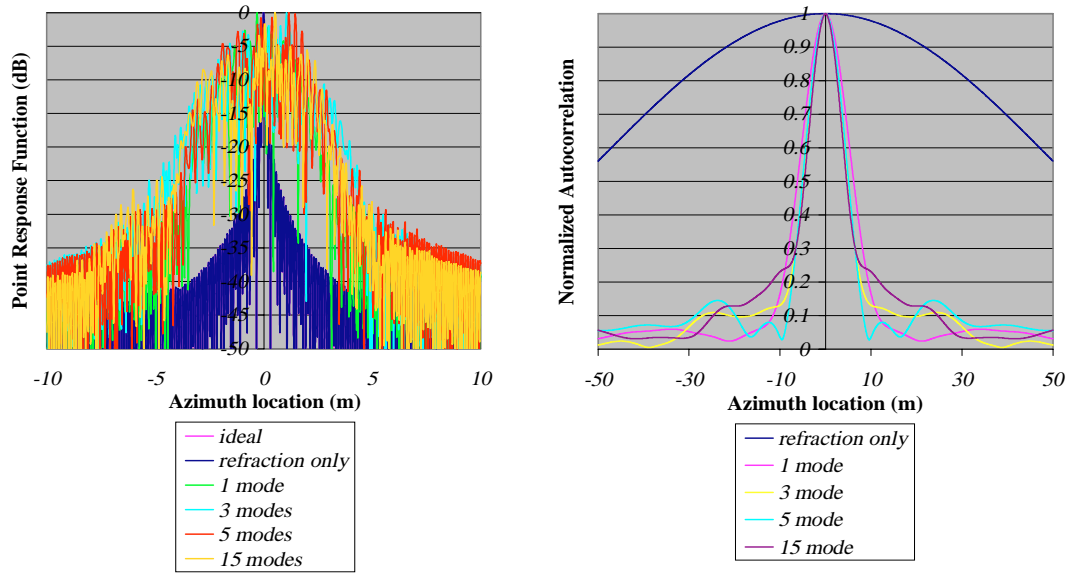 Point Response Function (dB)
0
-5
-10
-15
-20
-25
-30
-35
-40
-45
-50
-10
-5
0
5
10
Azimuth location (m)
ideal
refraction only
1 mode
3 modes
5 modes
15 modes
Normalized Autocorrelation
1
0.9
0.8
0.7
0.6
0.5
0.4
0.3
0.2
0.1
0
-50
-30
-10
10
30
50
Azimuth location (m)
refraction only
1 mode
3 mode
5 mode
15 mode